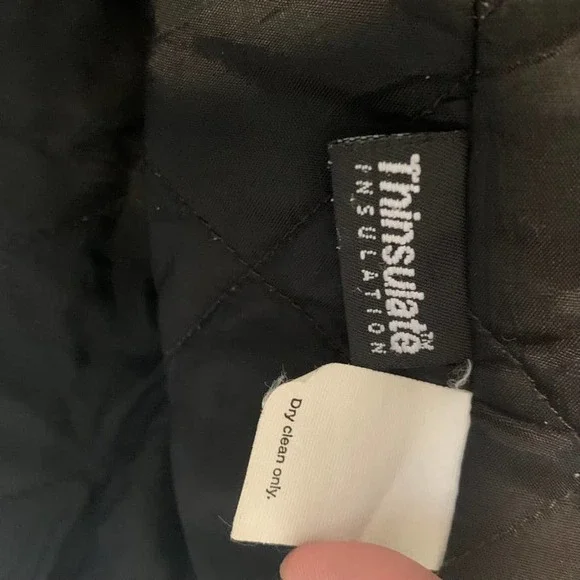 Thinsulate™
INSULATION
Dry clean only.